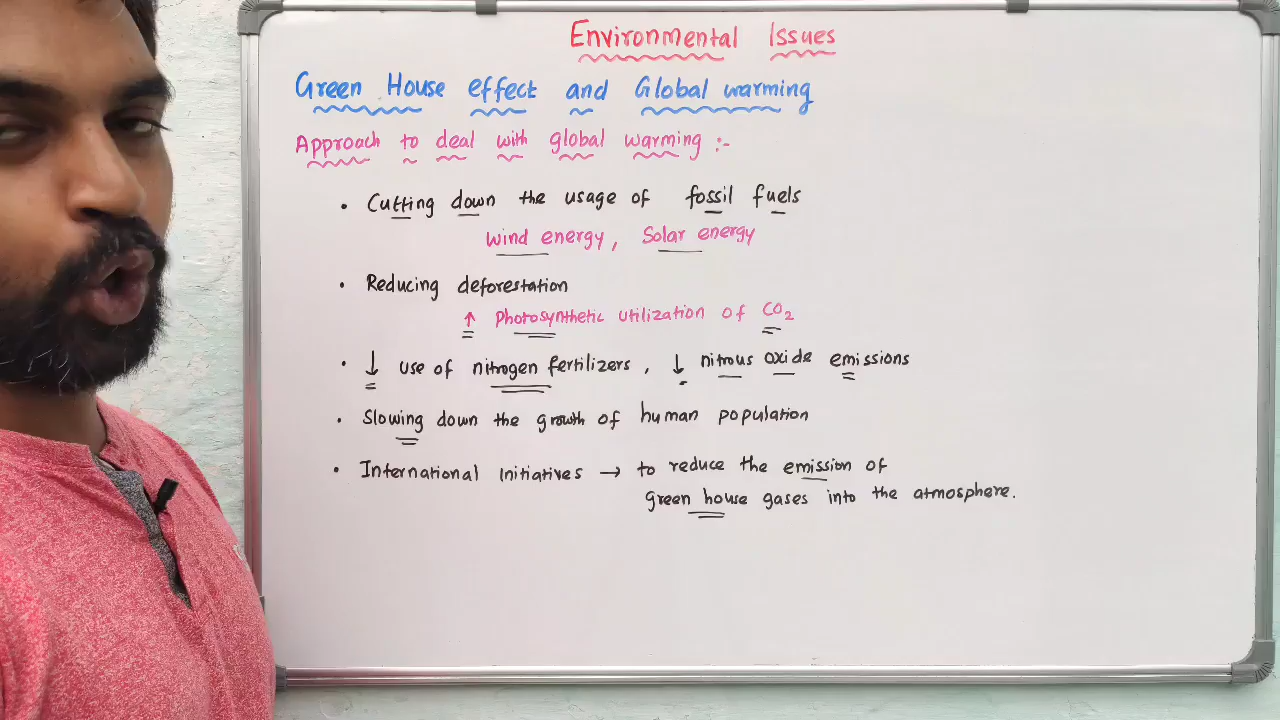 Environmental Issues
Green House effect and Global warming
Approach to deal with global warming :-
• Cutting down the usage of fossil fuels
Wind energy, Solar energy
• Reducing deforestation
↑ Photosynthetic utilization of CO₂
• ↓ use of nitrogen fertilizers, ↓ nitrous oxide emissions
• Slowing down the growth of human population
• International Initiatives → to reduce the emission of
green house gases into the atmosphere.